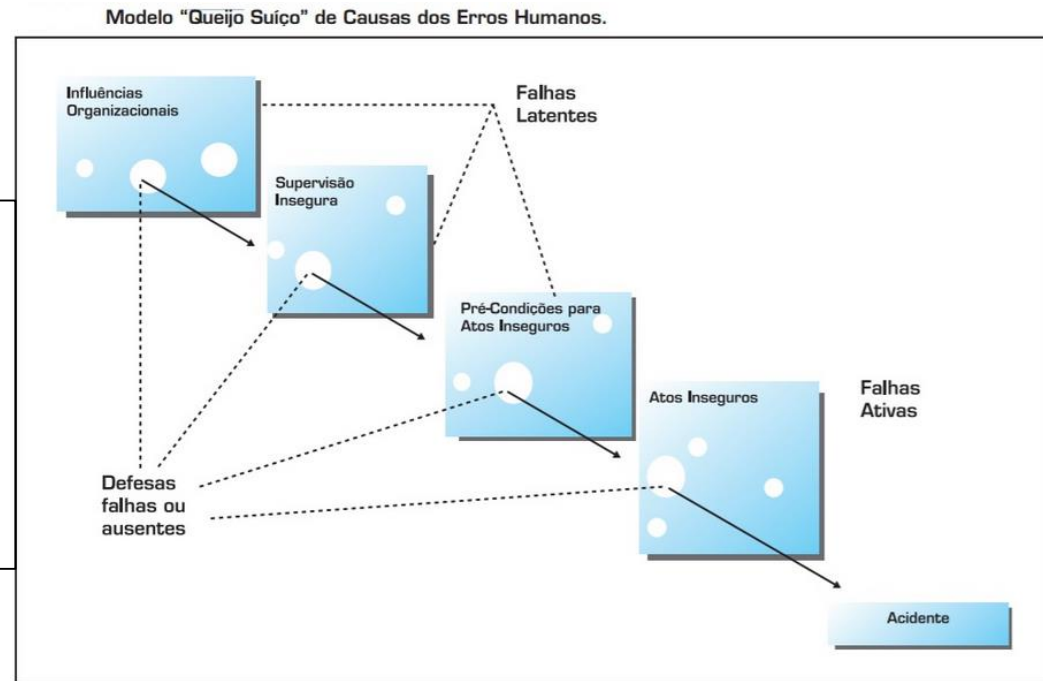 Modelo “Queijo Suíço” de Causas dos Erros Humanos.
Influências
Organizacionais
Falhas
Latentes
Supervisão
Insegura
Pré-Condições para
Atos Inseguros
Atos Inseguros
Falhas
Ativas
Defesas
falhas ou
ausentes
Acidente